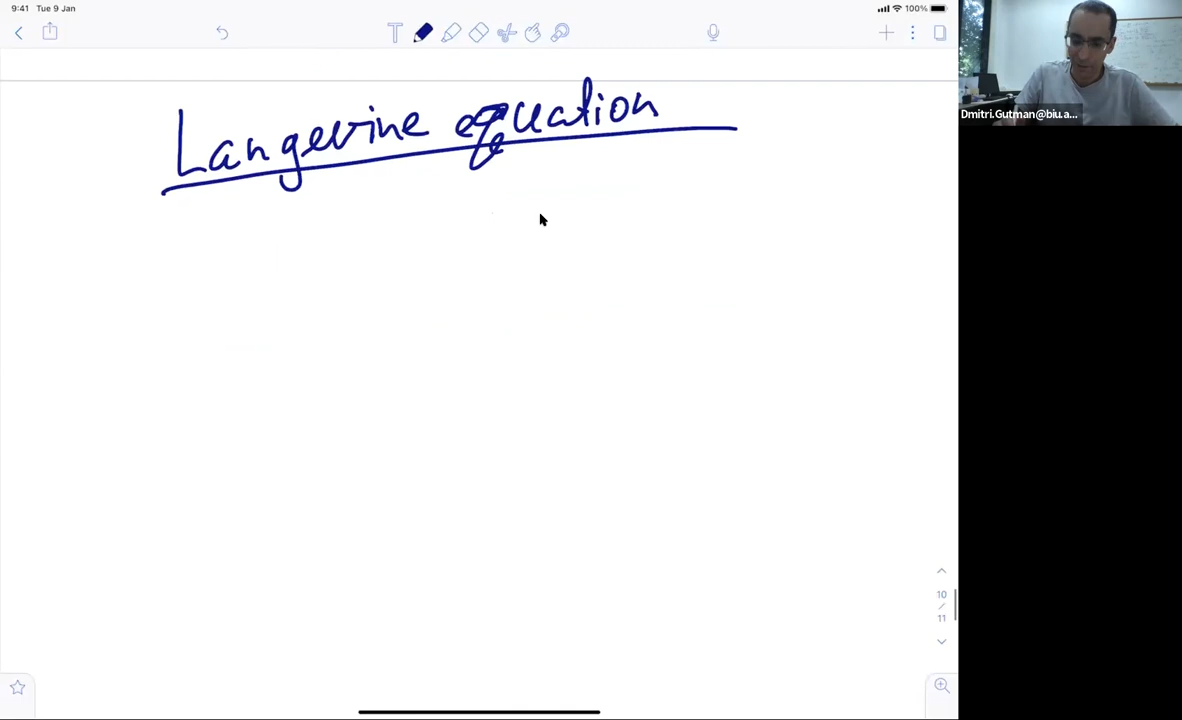 9:41 Tue 9 Jan
100%
T
Langevine equation
Dmitri.Gutman@biu.a...
10
/
11